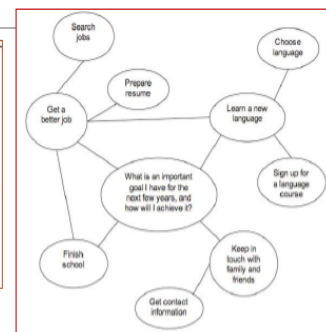 Search
jobs
Choose
language
Prepare
resume
Get a
better job
Learn a new
language
What is an important
goal I have for the
next few years, and
how will I achieve it?
Sign up for
a language
course
Finish
school
Keep in
touch with
family and
friends
Get contact
information